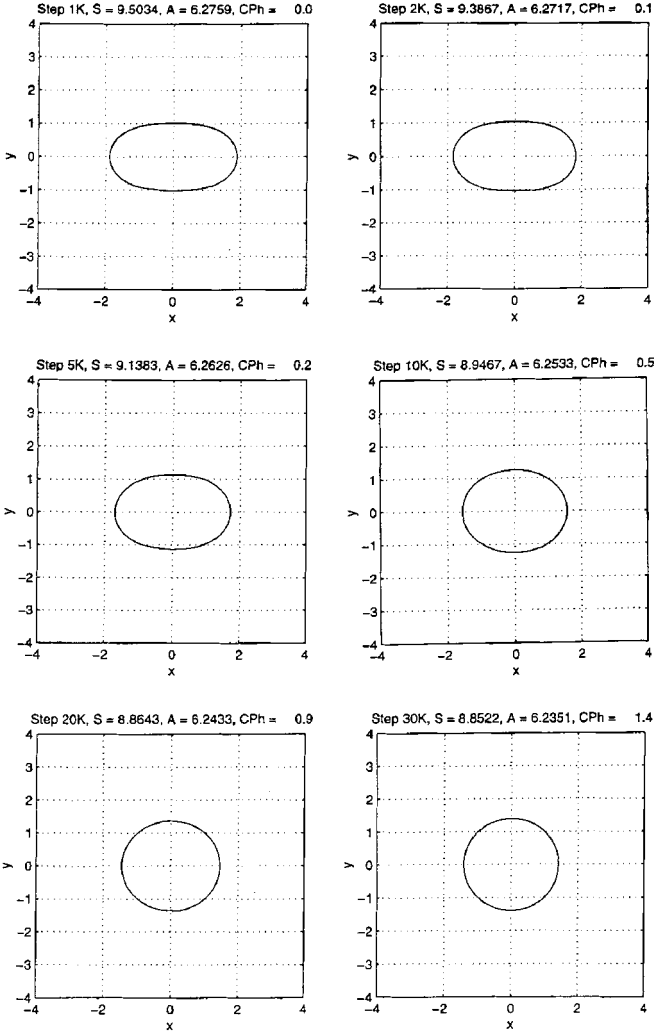 Step 1K, S = 9.5034, A = 6.2759, CPh = 0.0
4
3
2
1
0
−1
−2
−3
−4
y
−4 −2 0 2 4
x
Step 2K, S = 9.3867, A = 6.2717, CPh = 0.1
4
3
2
1
0
−1
−2
−3
−4
y
−4 −2 0 2 4
x
Step 5K, S = 9.1383, A = 6.2626, CPh = 0.2
4
3
2
1
0
−1
−2
−3
−4
y
−4 −2 0 2 4
x
Step 10K, S = 8.9467, A = 6.2533, CPh = 0.5
4
3
2
1
0
−1
−2
−3
−4
y
−4 −2 0 2 4
x
Step 20K, S = 8.8643, A = 6.2433, CPh = 0.9
4
3
2
1
0
−1
−2
−3
−4
y
−4 −2 0 2 4
x
Step 30K, S = 8.8522, A = 6.2351, CPh = 1.4
4
3
2
1
0
−1
−2
−3
−4
y
−4 −2 0 2 4
x